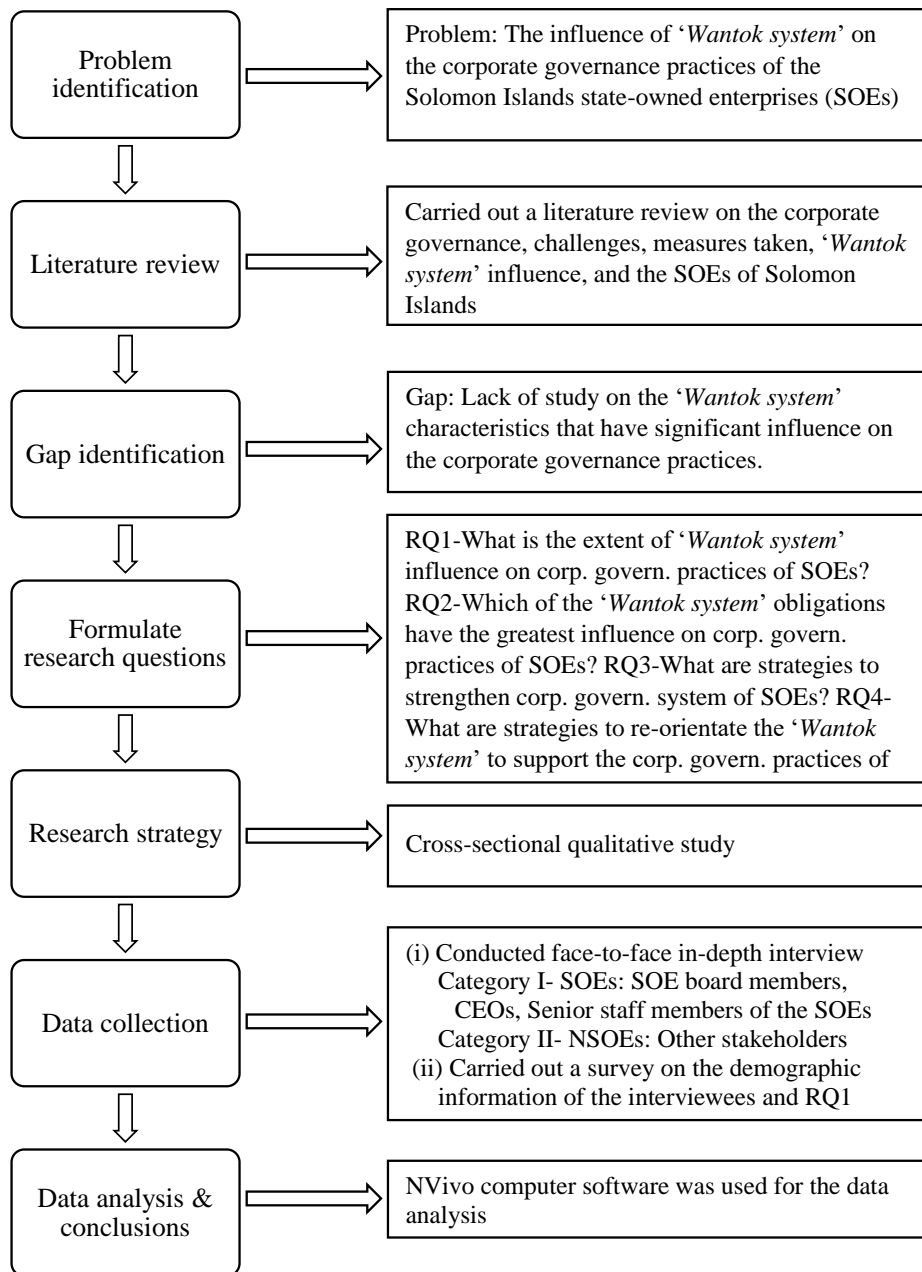 Problem
identification
Problem: The influence of ‘Wantok system’ on
the corporate governance practices of the
Solomon Islands state-owned enterprises (SOEs)
Literature review
Carried out a literature review on the corporate
governance, challenges, measures taken, ‘Wantok
system’ influence, and the SOEs of Solomon
Islands
Gap identification
Gap: Lack of study on the ‘Wantok system’
characteristics that have significant influence on
the corporate governance practices.
Formulate
research questions
RQ1-What is the extent of ‘Wantok system’
influence on corp. govern. practices of SOEs?
RQ2-Which of the ‘Wantok system’ obligations
have the greatest influence on corp. govern.
practices of SOEs? RQ3-What are strategies to
strengthen corp. govern. system of SOEs? RQ4-
What are strategies to re-orientate the ‘Wantok
system’ to support the corp. govern. practices of
Research strategy
Cross-sectional qualitative study
Data collection
(i) Conducted face-to-face in-depth interview
Category I- SOEs: SOE board members,
CEOs, Senior staff members of the SOEs
Category II- NSOEs: Other stakeholders
(ii) Carried out a survey on the demographic
information of the interviewees and RQ1
Data analysis &
conclusions
NVivo computer software was used for the data
analysis